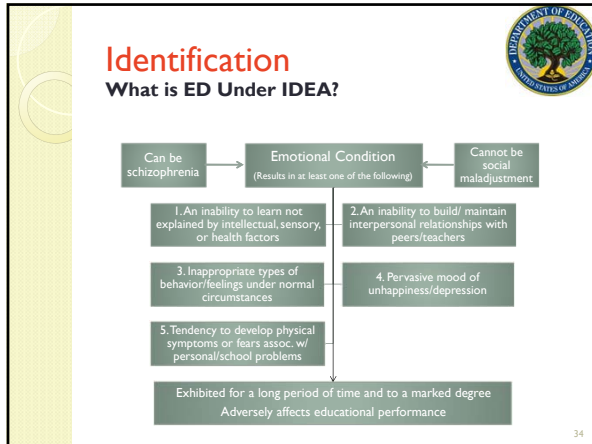 DEPARTMENT OF EDUCATION
UNITED STATES OF AMERICA
Identification
What is ED Under IDEA?
Can be
schizophrenia
Emotional Condition
(Results in at least one of the following)
Cannot be
social
maladjustment
1. An inability to learn not
explained by intellectual, sensory,
or health factors
2. An inability to build/ maintain
interpersonal relationships with
peers/teachers
3. Inappropriate types of
behavior/feelings under normal
circumstances
4. Pervasive mood of
unhappiness/depression
5. Tendency to develop physical
symptoms or fears assoc. w/
personal/school problems
Exhibited for a long period of time and to a marked degree
Adversely affects educational performance
34